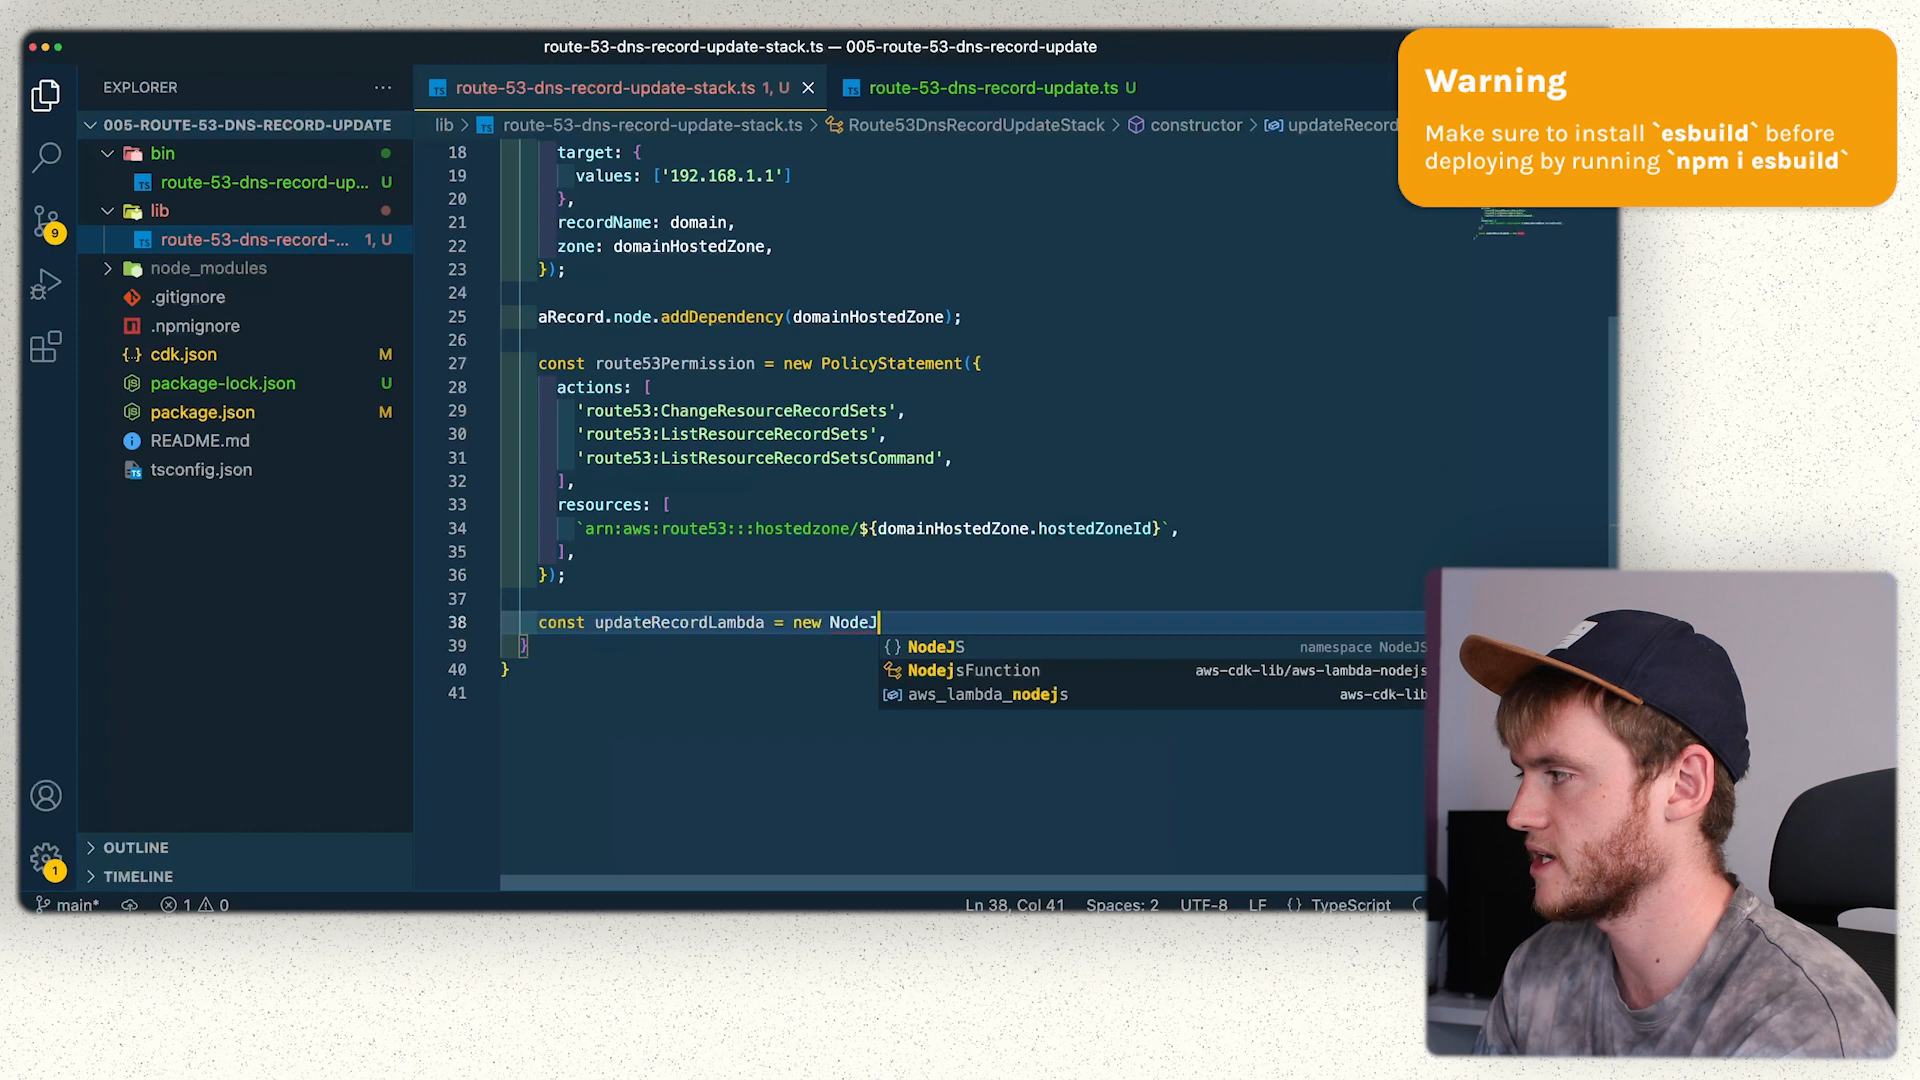 route-53-dns-record-update-stack.ts — 005-route-53-dns-record-update
EXPLORER
005-ROUTE-53-DNS-RECORD-UPDATE
bin
route-53-dns-record-up... U
lib
route-53-dns-record-... 1, U
node_modules
.gitignore
.npmignore
cdk.json M
package-lock.json U
package.json M
README.md
tsconfig.json
OUTLINE
TIMELINE
9
1
route-53-dns-record-update-stack.ts 1, U
route-53-dns-record-update.ts U
lib > route-53-dns-record-update-stack.ts > Route53DnsRecordUpdateStack > constructor > updateRecord
18 target: {
19 values: ['192.168.1.1']
20 },
21 recordName: domain,
22 zone: domainHostedZone,
23 });
24
25 aRecord.node.addDependency(domainHostedZone);
26
27 const route53Permission = new PolicyStatement({
28 actions: [
29 'route53:ChangeResourceRecordSets',
30 'route53:ListResourceRecordSets',
31 'route53:ListResourceRecordSetsCommand',
32 ],
33 resources: [
34 `arn:aws:route53:::hostedzone/${domainHostedZone.hostedZoneId}`,
35 ],
36 });
37
38 const updateRecordLambda = new NodeJ
39 }
40 }
41
{} NodeJS namespace NodeJS
NodejsFunction aws-cdk-lib/aws-lambda-nodejs
aws_lambda_nodejs aws-cdk-lib
main* 1 0
Ln 38, Col 41 Spaces: 2 UTF-8 LF {} TypeScript
Warning
Make sure to install `esbuild` before
deploying by running `npm i esbuild`